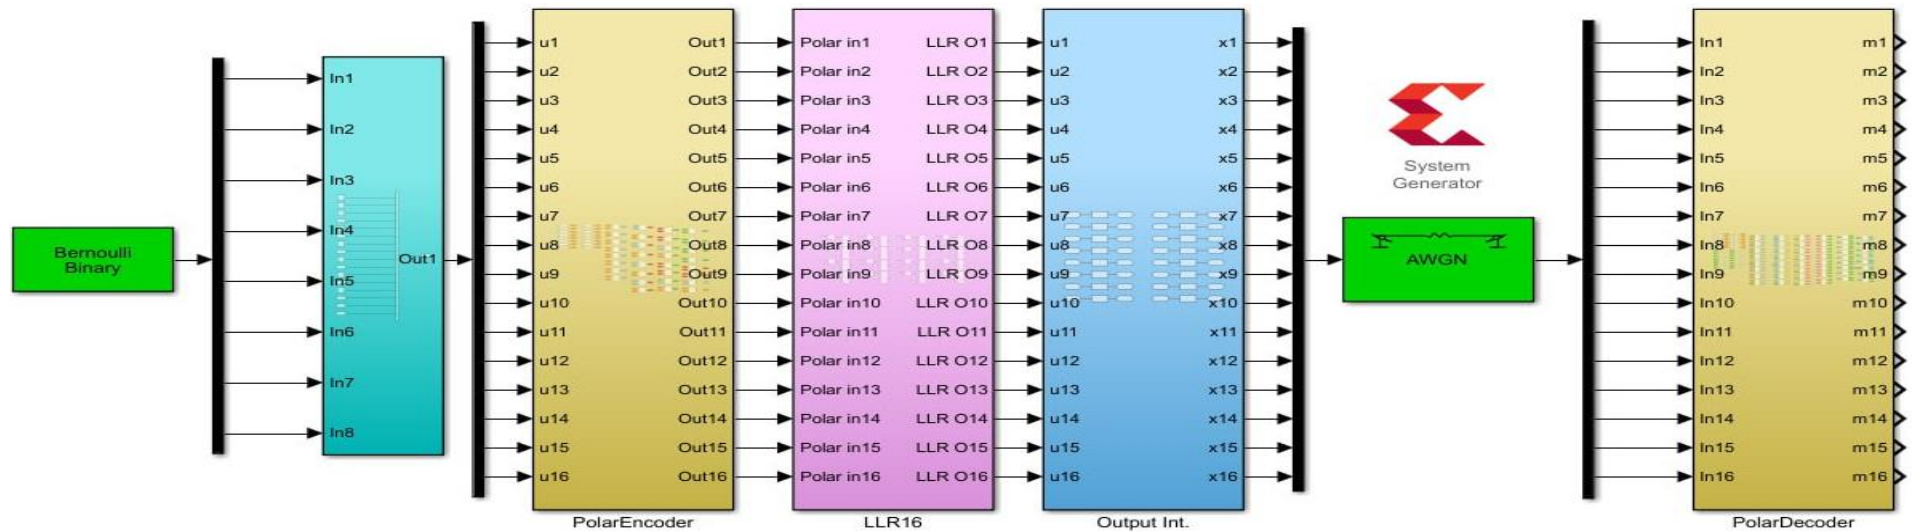 Bernoulli
Binary
In1
In2
In3
In4
In5
In6
In7
In8
Out1
u1
u2
u3
u4
u5
u6
u7
u8
u9
u10
u11
u12
u13
u14
u15
u16
Out1
Out2
Out3
Out4
Out5
Out6
Out7
Out8
Out9
Out10
Out11
Out12
Out13
Out14
Out15
Out16
PolarEncoder
Polar in1
Polar in2
Polar in3
Polar in4
Polar in5
Polar in6
Polar in7
Polar in8
Polar in9
Polar in10
Polar in11
Polar in12
Polar in13
Polar in14
Polar in15
Polar in16
LLR O1
LLR O2
LLR O3
LLR O4
LLR O5
LLR O6
LLR O7
LLR O8
LLR O9
LLR O10
LLR O11
LLR O12
LLR O13
LLR O14
LLR O15
LLR O16
LLR16
u1
u2
u3
u4
u5
u6
u7
u8
u9
u10
u11
u12
u13
u14
u15
u16
x1
x2
x3
x4
x5
x6
x7
x8
x9
x10
x11
x12
x13
x14
x15
x16
Output Int.
System
Generator
AWGN
In1
In2
In3
In4
In5
In6
In7
In8
In9
In10
In11
In12
In13
In14
In15
In16
m1
m2
m3
m4
m5
m6
m7
m8
m9
m10
m11
m12
m13
m14
m15
m16
PolarDecoder